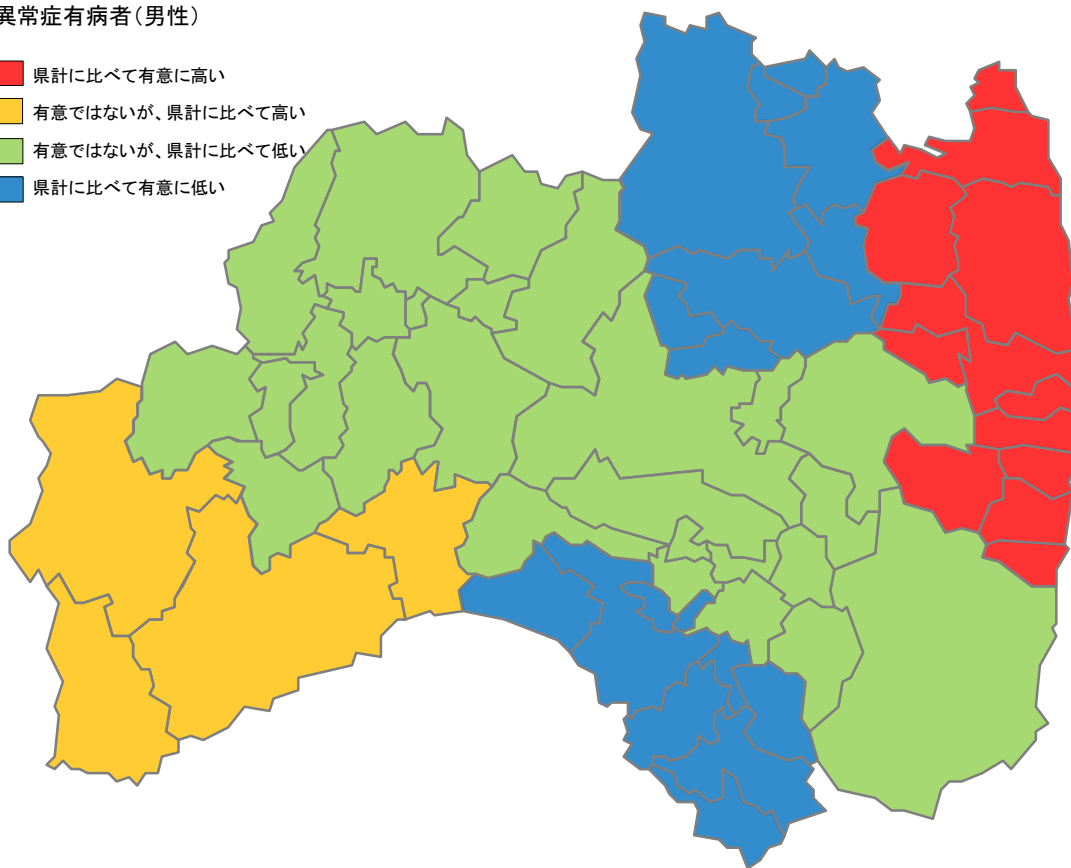 異常症有病者（男性）
県計に比べて有意に高い
有意ではないが、県計に比べて高い
有意ではないが、県計に比べて低い
県計に比べて有意に低い